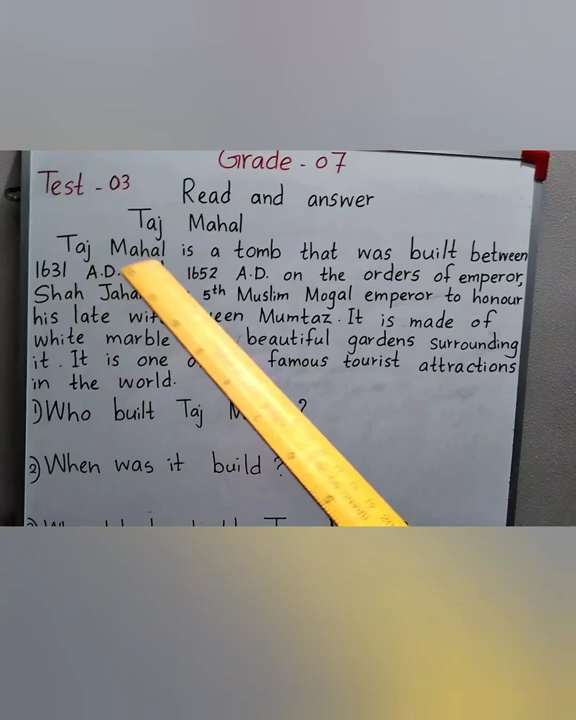 Grade - 07
Test - 03
Read and answer
Taj Mahal
Taj Mahal is a tomb that was built between
1631 A.D. 1652 A.D. on the orders of emperor,
Shah 5th Muslim Mogal emperor to honour
his late Mumtaz. It is made of
white marble beautiful gardens surrounding
it. It is one famous tourist attractions
in the world.
1) Who built Taj ?
2) When was it build ?